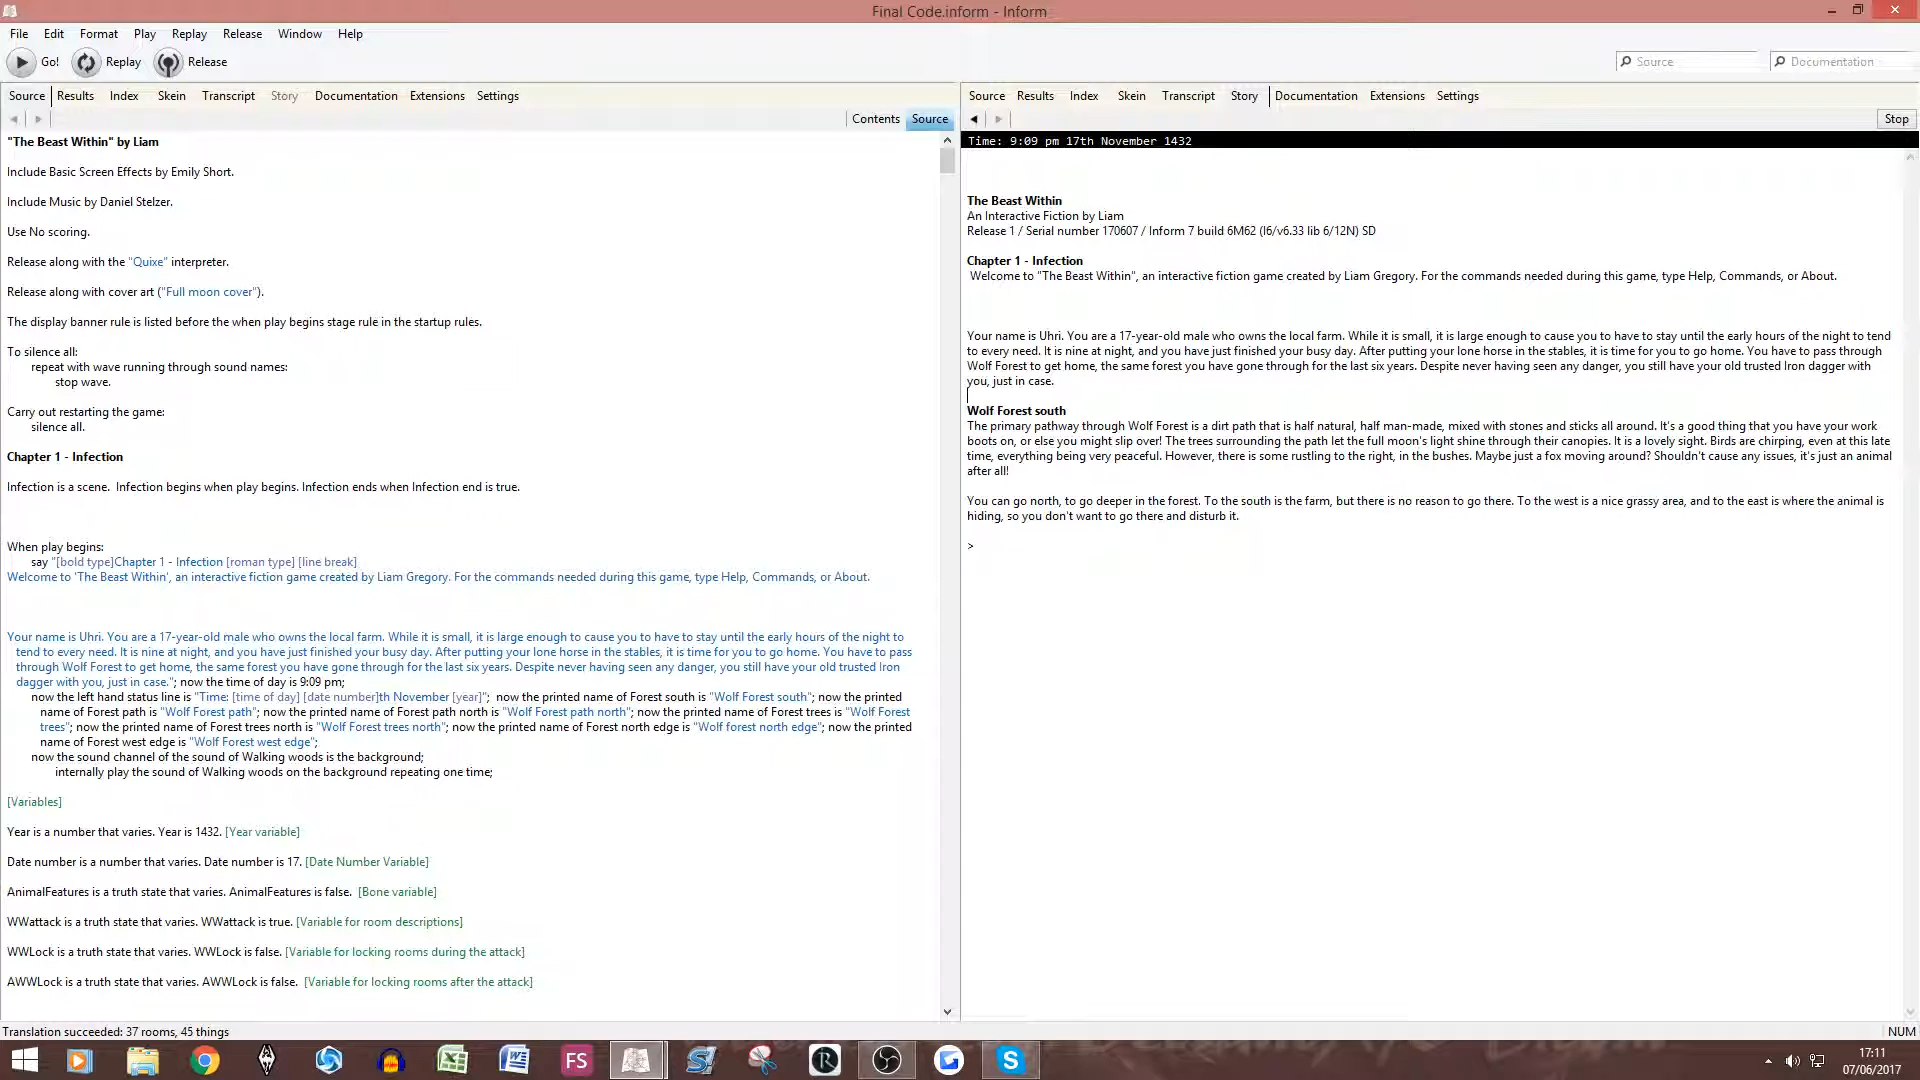 Final Code.inform - Inform
File Edit Format Play Replay Release Window Help
Go! Replay Release
Source Documentation
Source Results Index Skein Transcript Story Documentation Extensions Settings
Contents Source
"The Beast Within" by Liam
Include Basic Screen Effects by Emily Short.
Include Music by Daniel Stelzer.
Use No scoring.
Release along with the "Quixe" interpreter.
Release along with cover art ("Full moon cover").
The display banner rule is listed before the when play begins stage rule in the startup rules.
To silence all:
repeat with wave running through sound names:
stop wave.
Carry out restarting the game:
silence all.
Chapter 1 - Infection
Infection is a scene. Infection begins when play begins. Infection ends when Infection end is true.
When play begins:
say "[bold type]Chapter 1 - Infection [roman type] [line break]
Welcome to 'The Beast Within', an interactive fiction game created by Liam Gregory. For the commands needed during this game, type Help, Commands, or About.
Your name is Uhri. You are a 17-year-old male who owns the local farm. While it is small, it is large enough to cause you to have to stay until the early hours of the night to
tend to every need. It is nine at night, and you have just finished your busy day. After putting your lone horse in the stables, it is time for you to go home. You have to pass
through Wolf Forest to get home, the same forest you have gone through for the last six years. Despite never having seen any danger, you still have your old trusted Iron
dagger with you, just in case."; now the time of day is 9:09 pm;
now the left hand status line is "Time: [time of day] [date number]th November [year]"; now the printed name of Forest south is "Wolf Forest south"; now the printed
name of Forest path is "Wolf Forest path"; now the printed name of Forest path north is "Wolf Forest path north"; now the printed name of Forest trees is "Wolf Forest
trees"; now the printed name of Forest trees north is "Wolf Forest trees north"; now the printed name of Forest north edge is "Wolf forest north edge"; now the printed
name of Forest west edge is "Wolf Forest west edge";
now the sound channel of the sound of Walking woods is the background;
internally play the sound of Walking woods on the background repeating one time;
[Variables]
Year is a number that varies. Year is 1432. [Year variable]
Date number is a number that varies. Date number is 17. [Date Number Variable]
AnimalFeatures is a truth state that varies. AnimalFeatures is false. [Bone variable]
WWattack is a truth state that varies. WWattack is true. [Variable for room descriptions]
WWLock is a truth state that varies. WWLock is false. [Variable for locking rooms during the attack]
AWWLock is a truth state that varies. AWWLock is false. [Variable for locking rooms after the attack]
Source Results Index Skein Transcript Story Documentation Extensions Settings
Stop
Time: 9:09 pm 17th November 1432
The Beast Within
An Interactive Fiction by Liam
Release 1 / Serial number 170607 / Inform 7 build 6M62 (I6/v6.33 lib 6/12N) SD
Chapter 1 - Infection
Welcome to "The Beast Within", an interactive fiction game created by Liam Gregory. For the commands needed during this game, type Help, Commands, or About.
Your name is Uhri. You are a 17-year-old male who owns the local farm. While it is small, it is large enough to cause you to have to stay until the early hours of the night to tend
to every need. It is nine at night, and you have just finished your busy day. After putting your lone horse in the stables, it is time for you to go home. You have to pass through
Wolf Forest to get home, the same forest you have gone through for the last six years. Despite never having seen any danger, you still have your old trusted Iron dagger with
you, just in case.
Wolf Forest south
The primary pathway through Wolf Forest is a dirt path that is half natural, half man-made, mixed with stones and sticks all around. It's a good thing that you have your work
boots on, or else you might slip over! The trees surrounding the path let the full moon's light shine through their canopies. It is a lovely sight. Birds are chirping, even at this late
time, everything being very peaceful. However, there is some rustling to the right, in the bushes. Maybe just a fox moving around? Shouldn't cause any issues, it's just an animal
after all!
You can go north, to go deeper in the forest. To the south is the farm, but there is no reason to go there. To the west is a nice grassy area, and to the east is where the animal is
hiding, so you don't want to go there and disturb it.
>
Translation succeeded: 37 rooms, 45 things
NUM
FS
17:11
07/06/2017